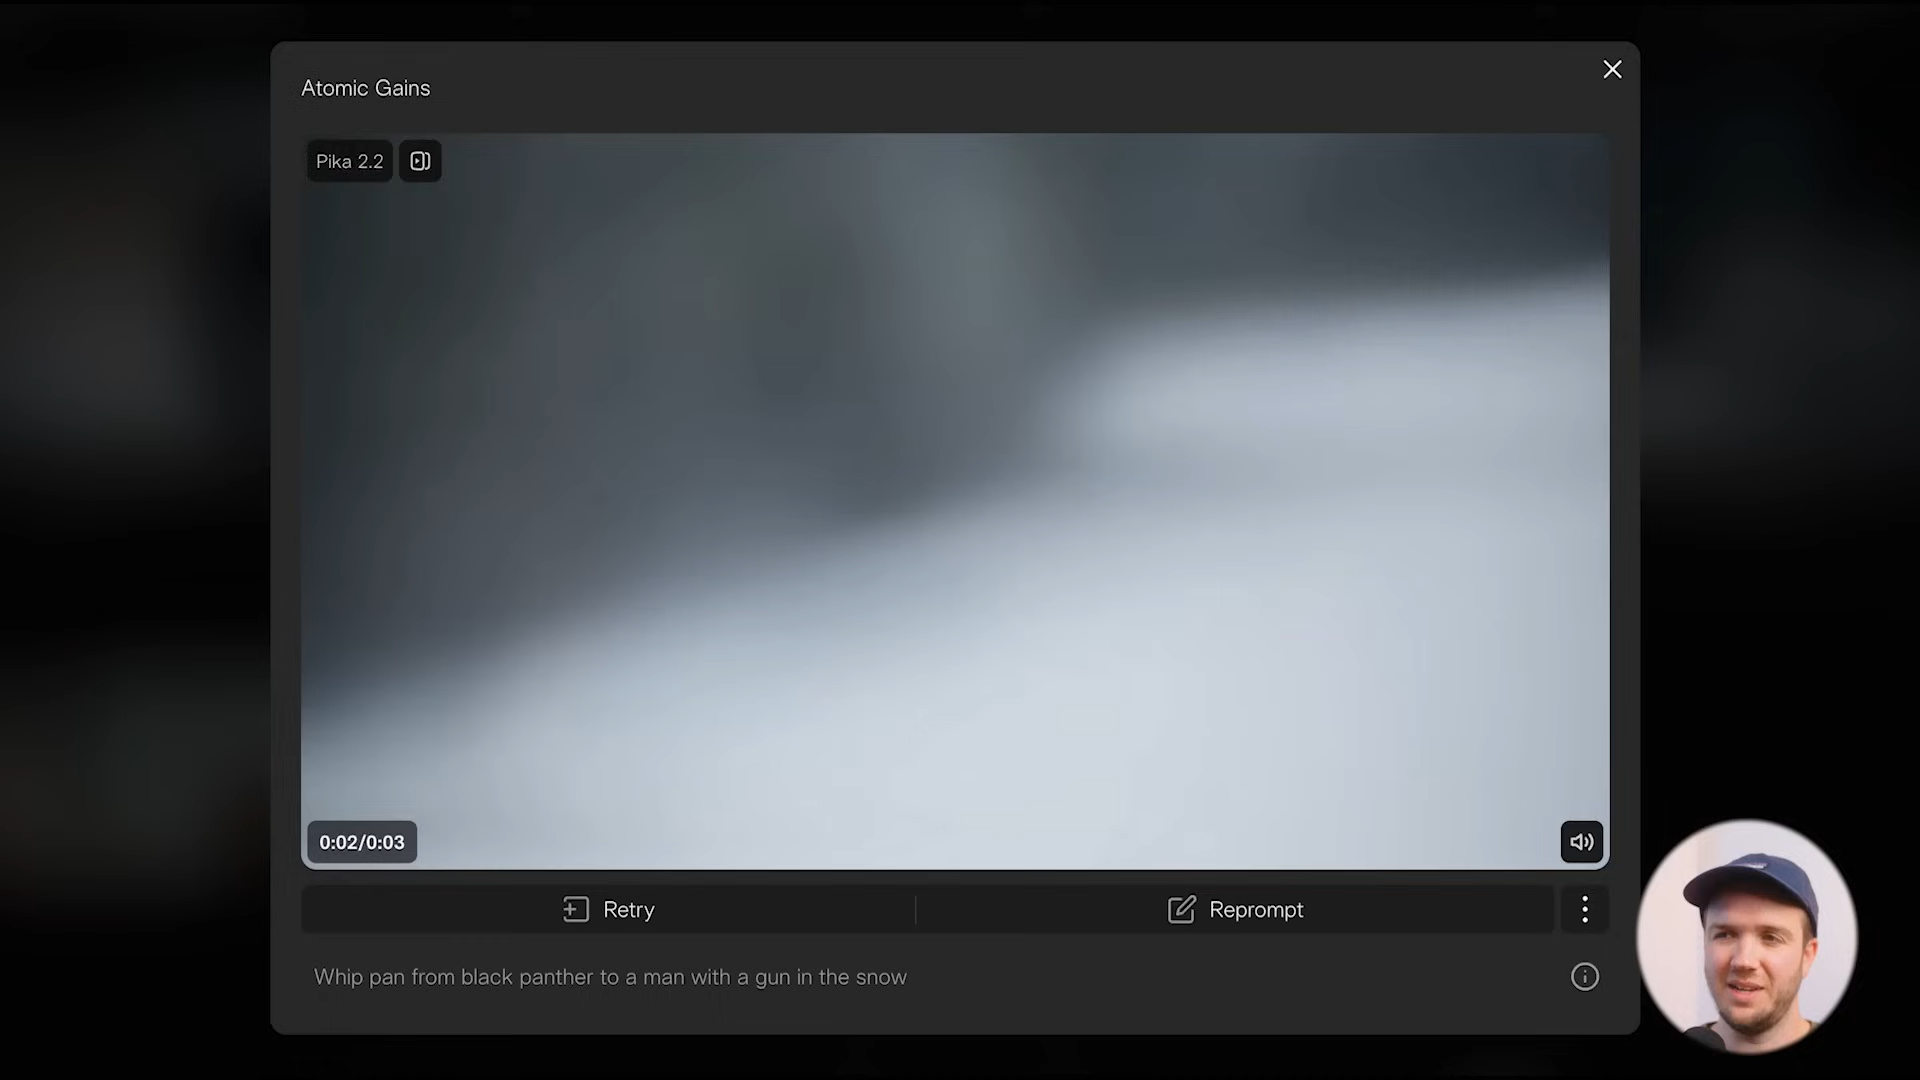 Atomic Gains
Pika 2.2
0:02/0:03
Retry
Reprompt
Whip pan from black panther to a man with a gun in the snow